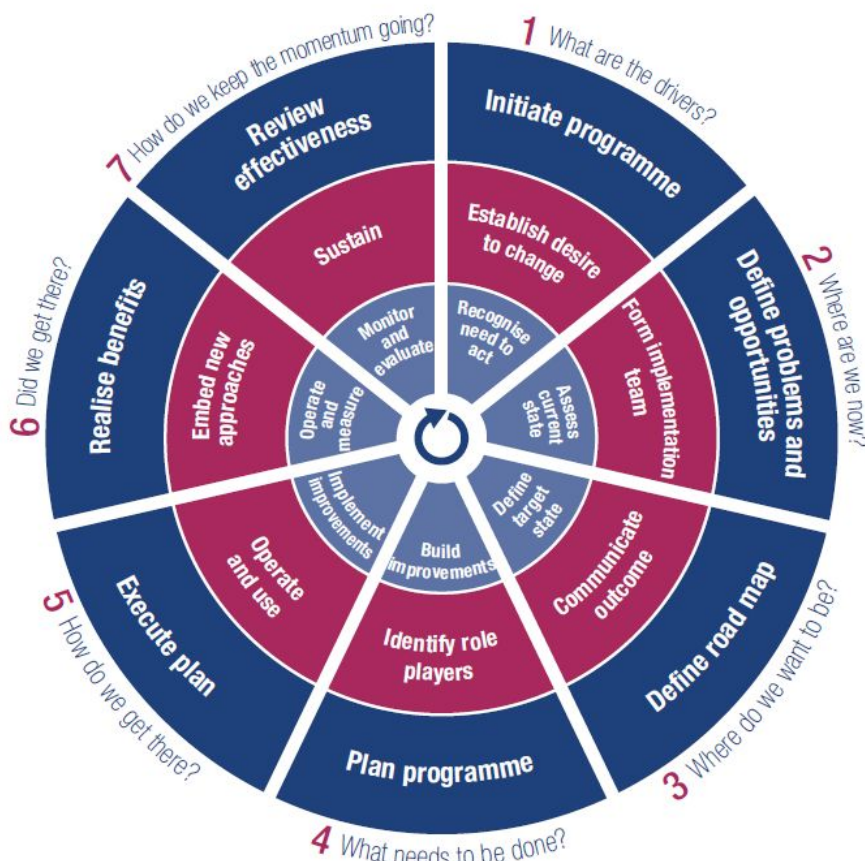 1 What are the drivers?
Initiate programme
Establish desire
to change
Recognise
need to
act
2 Where are we now?
Define problems and
opportunities
Form implementation
team
Assess
current
state
3 Where do we want to be?
Define road map
Communicate
outcome
Define
target
state
4 What needs to be done?
Plan programme
Identify role
players
Build
improvements
5 How do we get there?
Execute plan
Operate
and use
Implement
improvements
6 Did we get there?
Realise benefits
Embed new
approaches
Operate
and
measure
7 How do we keep the momentum going?
Review
effectiveness
Sustain
Monitor
and
evaluate